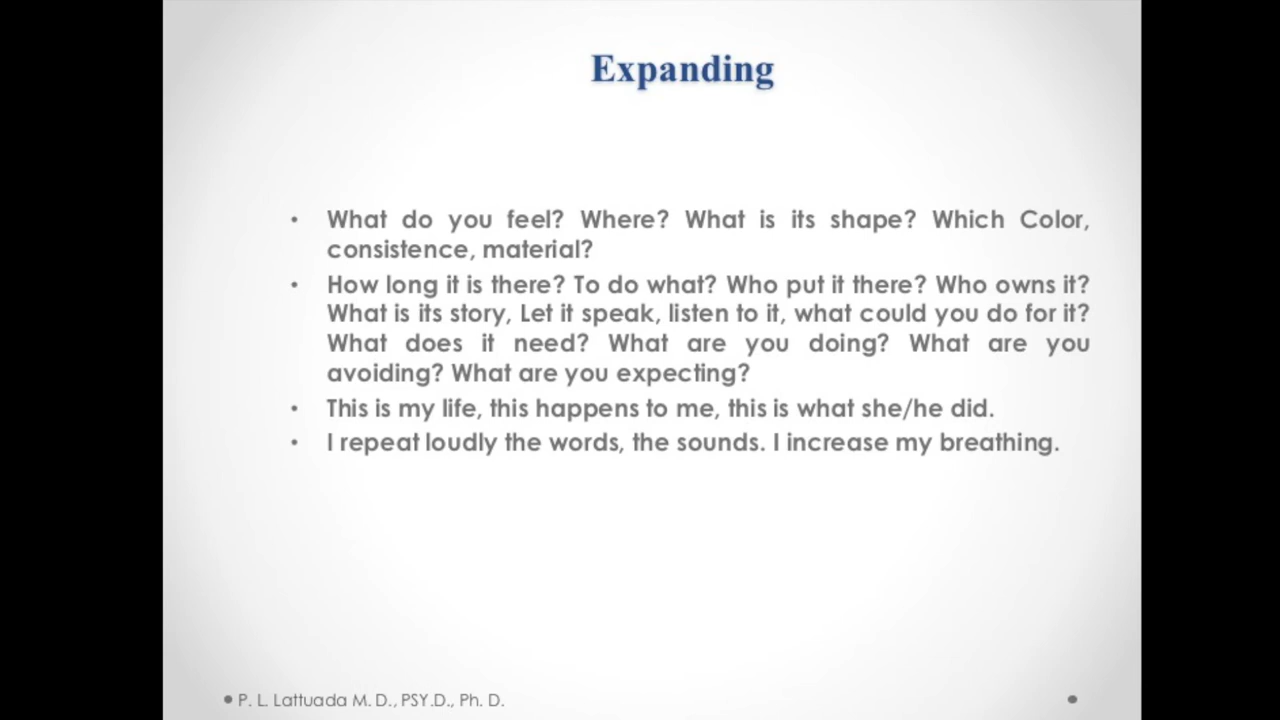 Expanding
• What do you feel? Where? What is its shape? Which Color,
consistence, material?
• How long it is there? To do what? Who put it there? Who owns it?
What is its story, Let it speak, listen to it, what could you do for it?
What does it need? What are you doing? What are you
avoiding? What are you expecting?
• This is my life, this happens to me, this is what she/he did.
• I repeat loudly the words, the sounds. I increase my breathing.
• P. L. Lattuada M. D., PSY.D., Ph. D.